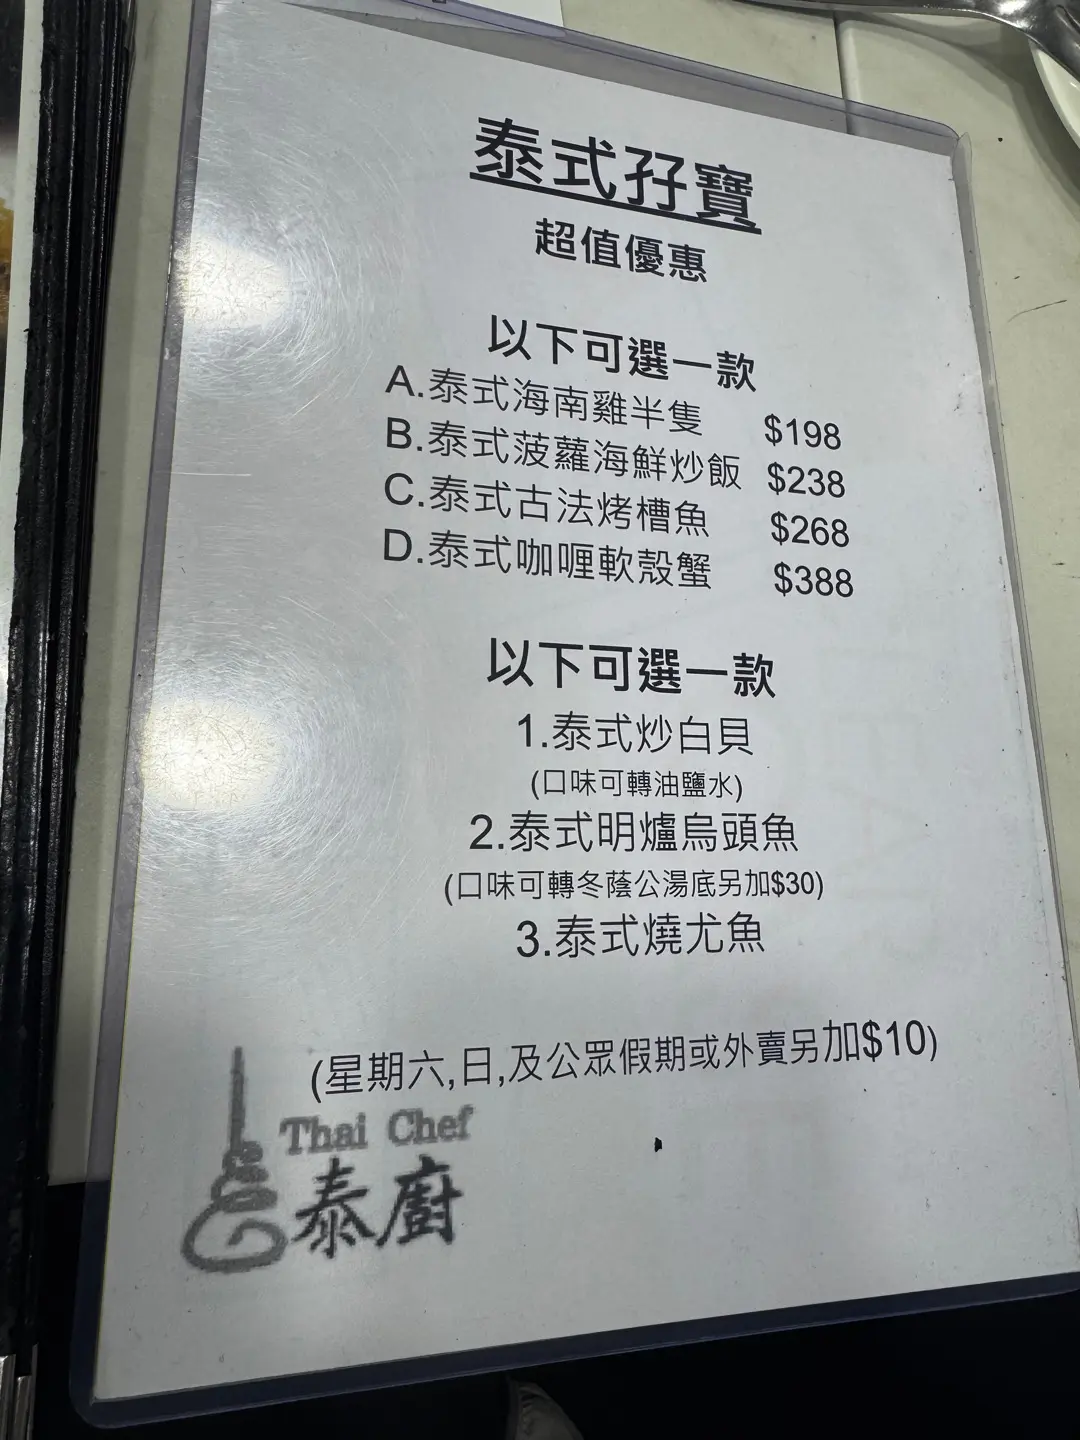 泰式孖寶
超值優惠
以下可選一款
A.泰式海南雞半隻 $198
B.泰式菠蘿海鮮炒飯 $238
C.泰式古法烤槽魚 $268
D.泰式咖喱軟殼蟹 $388
以下可選一款
1.泰式炒白貝
(口味可轉油鹽水)
2.泰式明爐烏頭魚
(口味可轉冬蔭公湯底另加$30)
3.泰式燒尤魚
(星期六,日,及公眾假期或外賣另加$10)
Thai Chef
泰廚